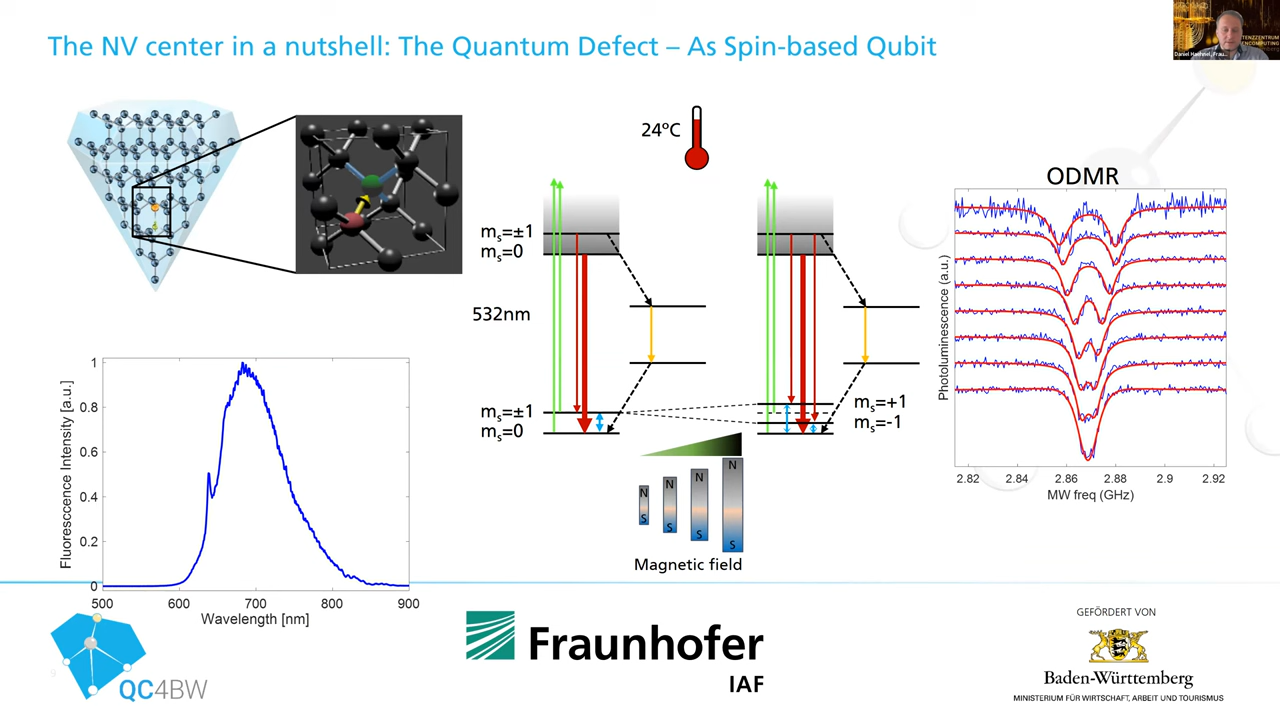 The NV center in a nutshell: The Quantum Defect – As Spin-based Qubit
Daniel Haehnel, Frau...
24°C
ODMR
mₛ=±1
mₛ=0
532nm
mₛ=±1
mₛ=0
mₛ=+1
mₛ=-1
N
N
N
N
S
S
S
S
Magnetic field
Photoluminescence (a.u.)
2.82
2.84
2.86
2.88
2.9
2.92
MW freq (GHz)
Fluoresccence Intensity [a.u.]
1
0.8
0.6
0.4
0.2
0
500
600
700
800
900
Wavelength [nm]
QC4BW
Fraunhofer
IAF
GEFÖRDERT VON
Baden-Württemberg
MINISTERIUM FÜR WIRTSCHAFT, ARBEIT UND TOURISMUS